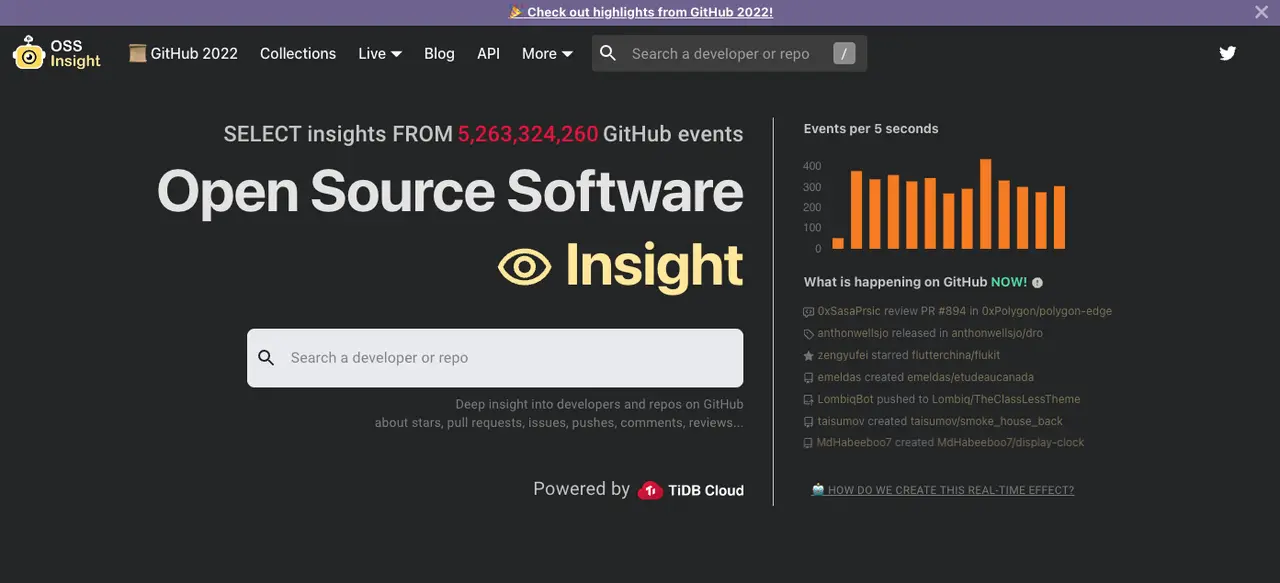 🎉 Check out highlights from GitHub 2022!
OSS
Insight
GitHub 2022
Collections
Live
Blog
API
More
Search a developer or repo
/
SELECT insights FROM 5,263,324,260 GitHub events
Open Source Software
Insight
Search a developer or repo
Deep insight into developers and repos on GitHub
about stars, pull requests, issues, pushes, comments, reviews...
Powered by TiDB Cloud
Events per 5 seconds
400
300
200
100
0
What is happening on GitHub NOW!
0xSasaPrsic review PR #894 in 0xPolygon/polygon-edge
anthonwellsjo released in anthonwellsjo/dro
zengyufei starred flutterchina/flukit
emeldas created emeldas/etudeaucanada
LombiqBot pushed to Lombiq/TheClassLessTheme
taisumov created taisumov/smoke_house_back
MdHabeeboo7 created MdHabeeboo7/display-clock
HOW DO WE CREATE THIS REAL-TIME EFFECT?